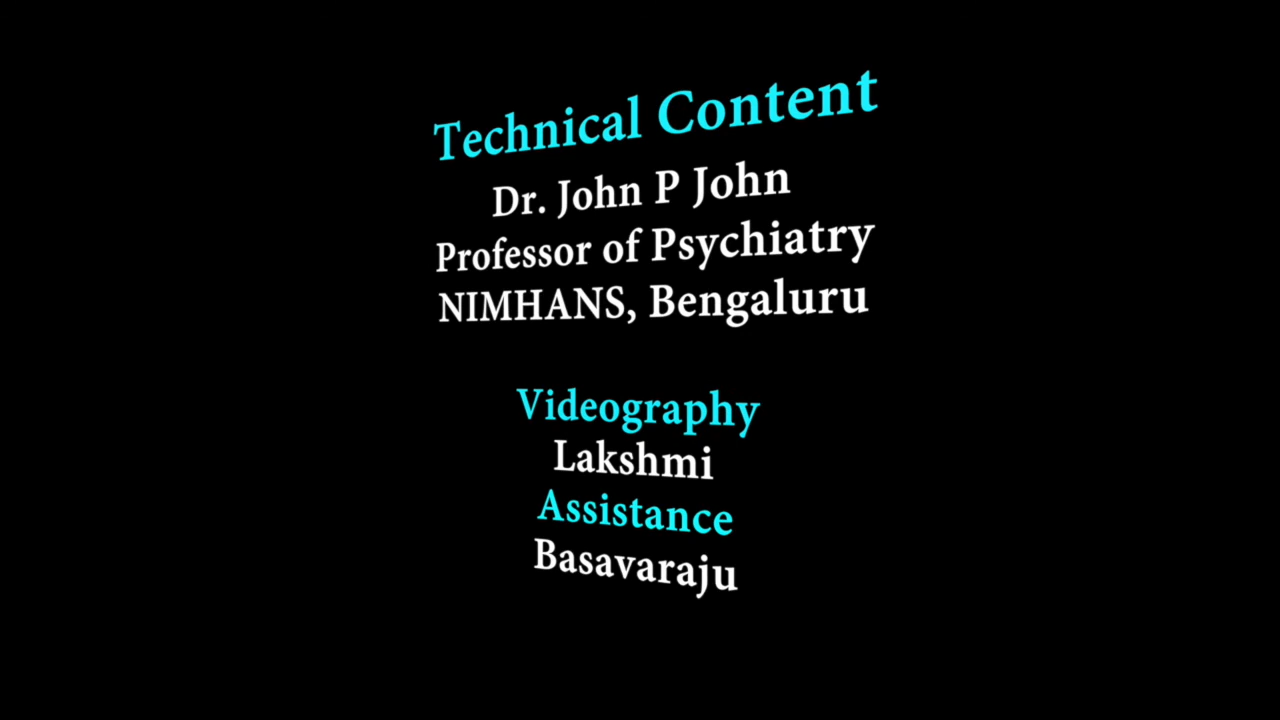 Technical Content
Dr. John P John
Professor of Psychiatry
NIMHANS, Bengaluru
Videography
Lakshmi
Assistance
Basavaraju